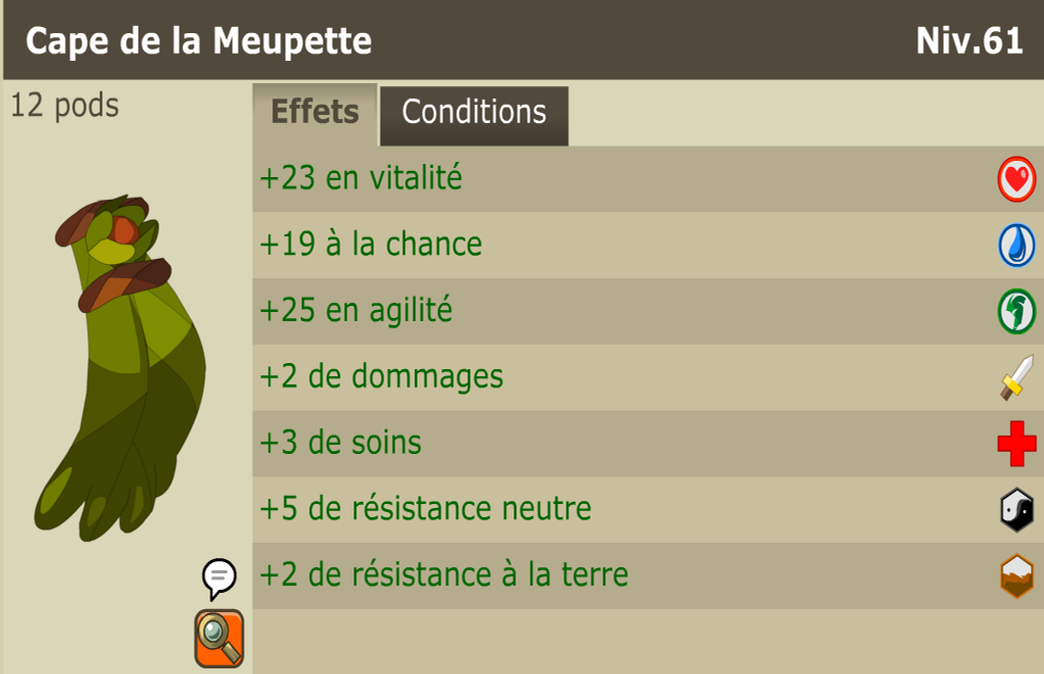 Cape de la Meupette
Niv.61
12 pods
Effets
Conditions
+23 en vitalité
+19 à la chance
+25 en agilité
+2 de dommages
+3 de soins
+5 de résistance neutre
+2 de résistance à la terre